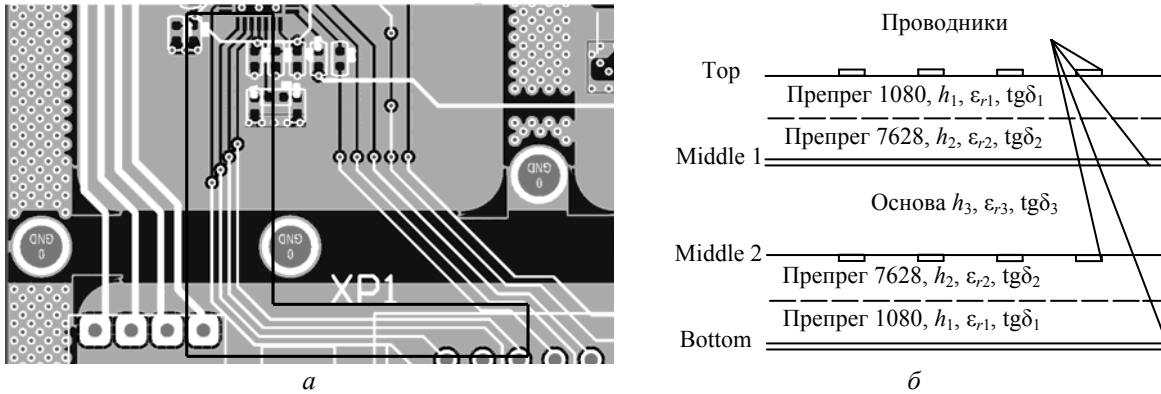 GND
0
GND
0
GND
0
XP1
а
Проводники
Top
Препрег 1080, h₁, εᵣ₁, tgδ₁
Препрег 7628, h₂, εᵣ₂, tgδ₂
Middle 1
Основа h₃, εᵣ₃, tgδ₃
Middle 2
Препрег 7628, h₂, εᵣ₂, tgδ₂
Препрег 1080, h₁, εᵣ₁, tgδ₁
Bottom
б